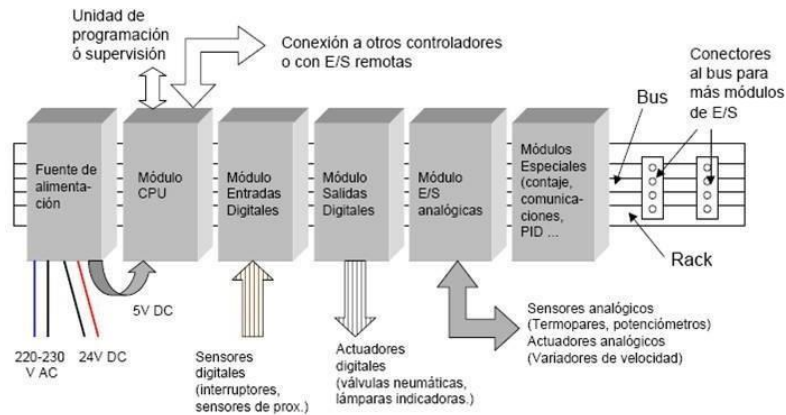 Unidad de
programación
ó supervisión
Conexión a otros controladores
o con E/S remotas
Conectores
al bus para
más módulos
de E/S
Bus
Fuente de
alimenta-
ción
Módulo
CPU
Módulo
Entradas
Digitales
Módulo
Salidas
Digitales
Módulo
E/S
analógicas
Módulos
Especiales
(contaje,
comunica-
ciones,
PID ...
Rack
5V DC
220-230
V AC
24V DC
Sensores
digitales
(interruptores,
sensores de prox.)
Actuadores
digitales
(válvulas neumáticas,
lámparas indicadoras.)
Sensores analógicos
(Termopares, potenciómetros)
Actuadores analógicos
(Variadores de velocidad)